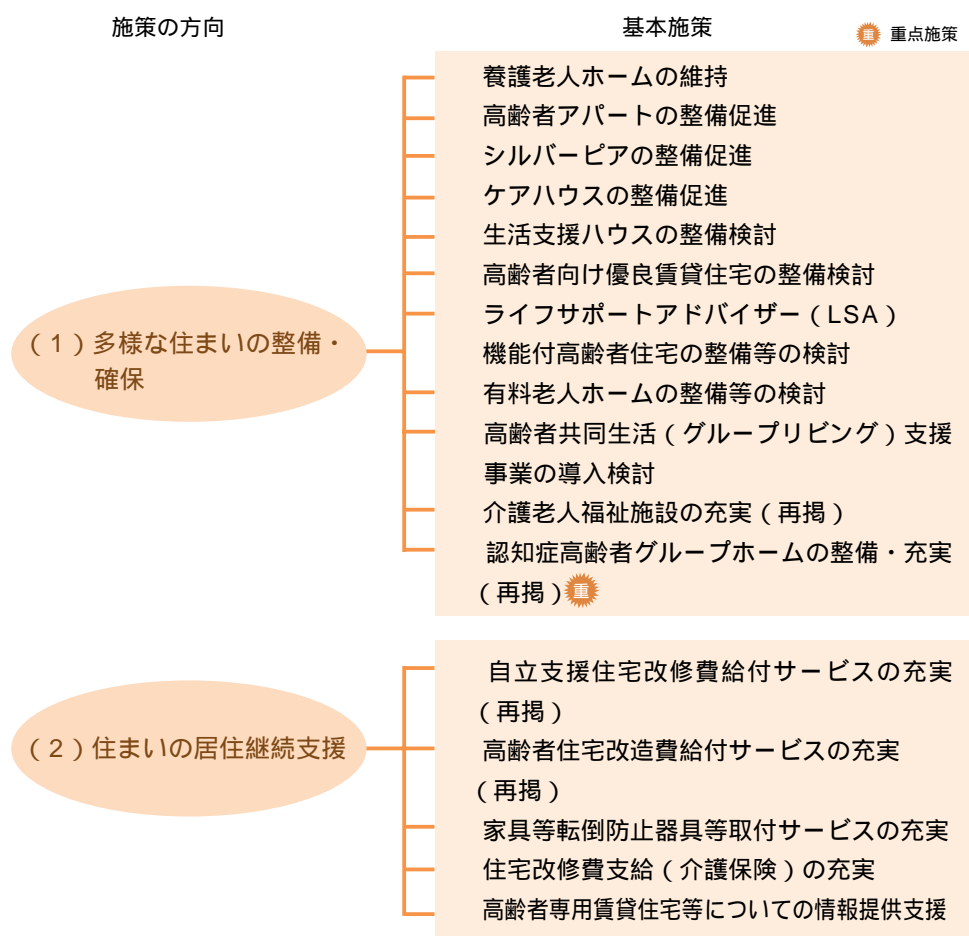 施策の方向
基本施策
重 重点施策
(1)多様な住まいの整備・
確保
養護老人ホームの維持
高齢者アパートの整備促進
シルバーピアの整備促進
ケアハウスの整備促進
生活支援ハウスの整備検討
高齢者向け優良賃貸住宅の整備検討
ライフサポートアドバイザー(LSA)
機能付高齢者住宅の整備等の検討
有料老人ホームの整備等の検討
高齢者共同生活(グループリビング)支援
事業の導入検討
介護老人福祉施設の充実(再掲)
認知症高齢者グループホームの整備・充実
(再掲)重
(2)住まいの居住継続支援
自立支援住宅改修費給付サービスの充実
(再掲)
高齢者住宅改造費給付サービスの充実
(再掲)
家具等転倒防止器具等取付サービスの充実
住宅改修費支給(介護保険)の充実
高齢者専用賃貸住宅等についての情報提供支援